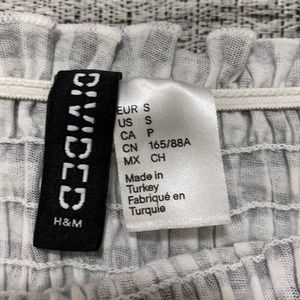 DIVIDED
H&M
EUR S
US S
CA P
CN 165/88A
MX CH
Made in
Turkey
Fabriqué en
Turquie